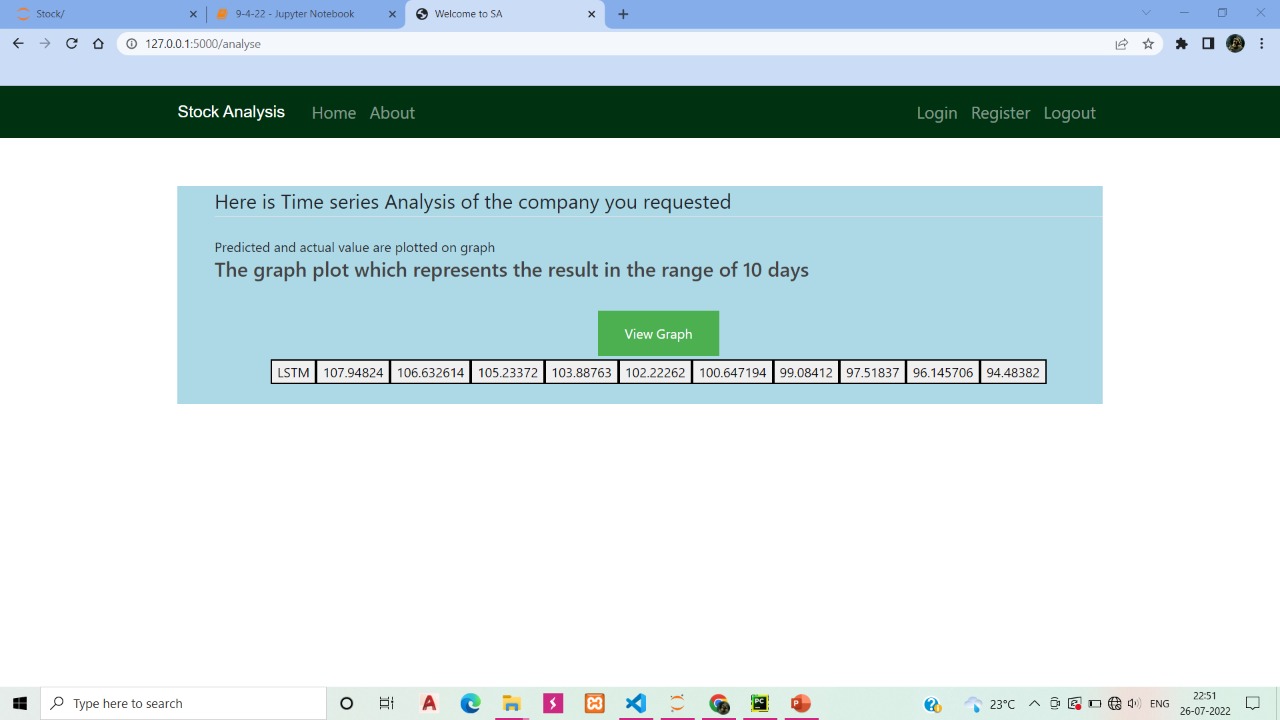 Stock/
9-4-22 - Jupyter Notebook
Welcome to SA
127.0.0.1:5000/analyse
Stock Analysis Home About Login Register Logout
Here is Time series Analysis of the company you requested
Predicted and actual value are plotted on graph
The graph plot which represents the result in the range of 10 days
View Graph
LSTM 107.94824 106.632614 105.23372 103.88763 102.22262 100.647194 99.08412 97.51837 96.145706 94.48382
Type here to search
23°C
ENG
22:51
26-07-2022